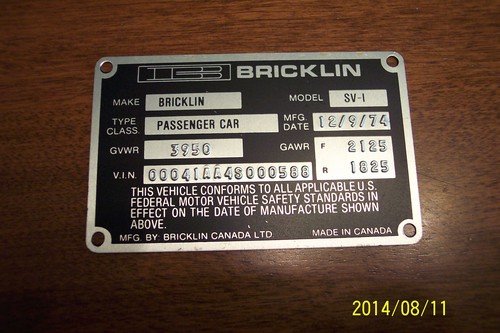 BRICKLIN
MAKE BRICKLIN MODEL SV-1
TYPE CLASS. PASSENGER CAR MFG. DATE 12/9/74
GVWR 3950 GAWR F 2125
R 1825
V.I.N. 00041AA4S000586
THIS VEHICLE CONFORMS TO ALL APPLICABLE U.S.
FEDERAL MOTOR VEHICLE SAFETY STANDARDS IN
EFFECT ON THE DATE OF MANUFACTURE SHOWN
ABOVE.
MFG. BY: BRICKLIN CANADA LTD MADE IN CANADA
2014/08/11